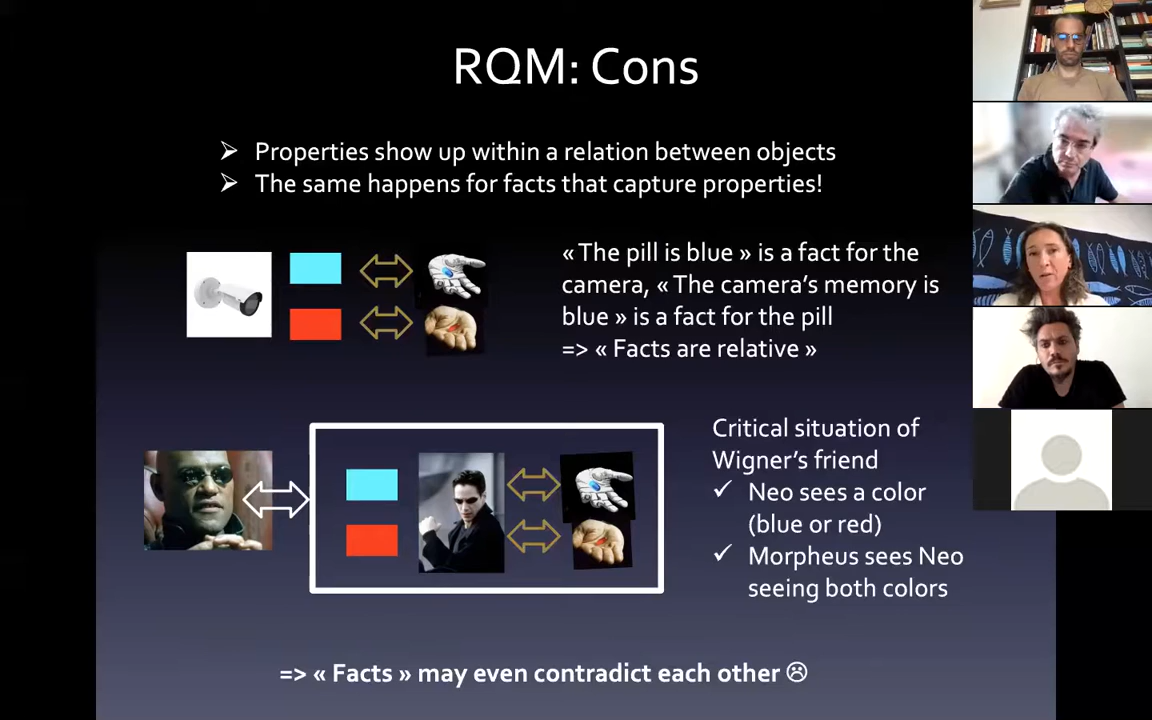 RQM: Cons
➢ Properties show up within a relation between objects
➢ The same happens for facts that capture properties!
« The pill is blue » is a fact for the
camera, « The camera's memory is
blue » is a fact for the pill
=> « Facts are relative »
Critical situation of
Wigner's friend
✓ Neo sees a color
(blue or red)
✓ Morpheus sees Neo
seeing both colors
=> « Facts » may even contradict each other ☹